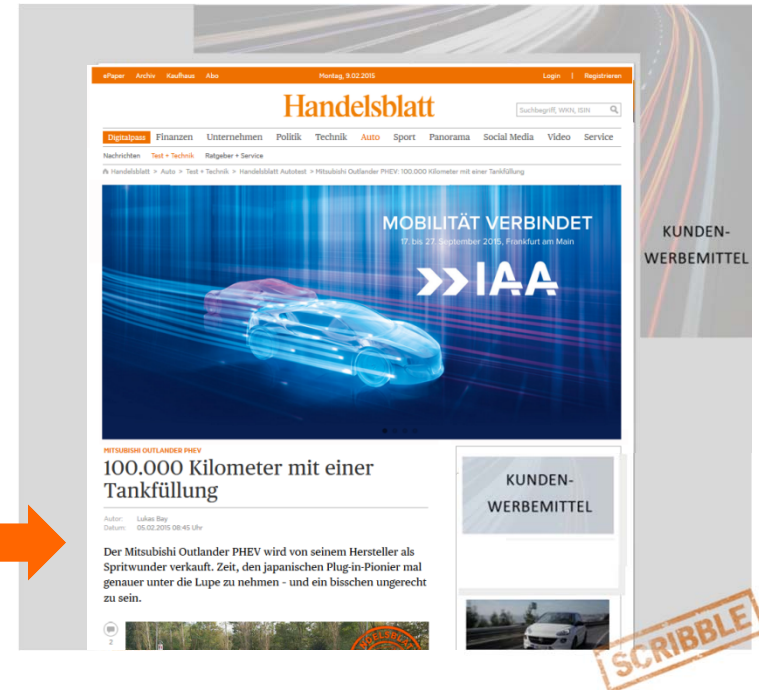 ePaper Archiv Kaufhaus Abo Montag, 9.02.2015 Login | Registrieren
Handelsblatt
Suchbegriff, WKN, ISIN
Digitalpass Finanzen Unternehmen Politik Technik Auto Sport Panorama Social Media Video Service
Nachrichten Test + Technik Ratgeber + Service
Handelsblatt > Auto > Test + Technik > Handelsblatt Autotest > Mitsubishi Outlander PHEV: 100.000 Kilometer mit einer Tankfüllung
MOBILITÄT VERBINDET
17. bis 27. September 2015, Frankfurt am Main
IAA
KUNDEN-
WERBEMITTEL
MITSUBISHI OUTLANDER PHEV
100.000 Kilometer mit einer
Tankfüllung
Autor: Lukas Bay
Datum: 05.02.2015 08:45 Uhr
Der Mitsubishi Outlander PHEV wird von seinem Hersteller als
Spritwunder verkauft. Zeit, den japanischen Plug-in-Pionier mal
genauer unter die Lupe zu nehmen – und ein bisschen ungerecht
zu sein.
2
KUNDEN-
WERBEMITTEL
SCRIBBLE